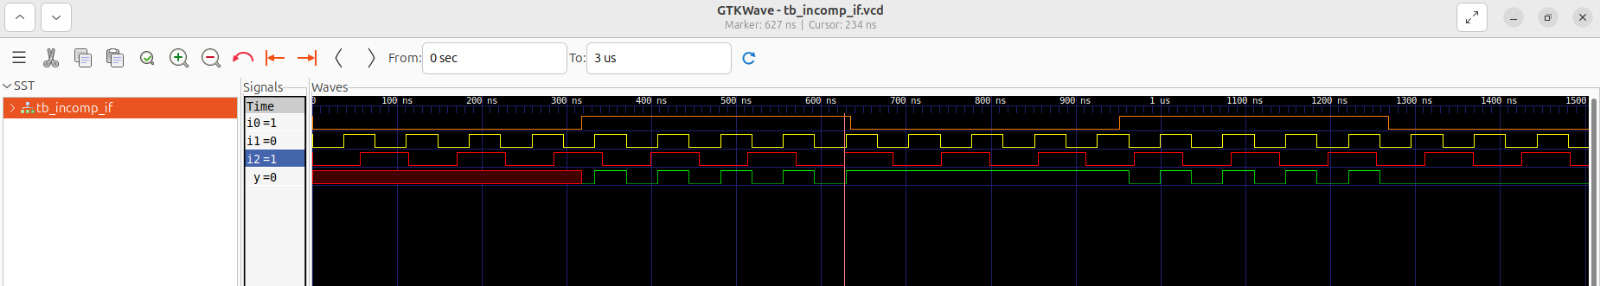 GTKWave - tb_incomp_if.vcd
Marker: 627 ns | Cursor: 234 ns
From: 0 sec To: 3 us
SST
tb_incomp_if
Signals
Time
i0 =1
i1 =0
i2 =1
y =0
Waves
0 100 ns 200 ns 300 ns 400 ns 500 ns 600 ns 700 ns 800 ns 900 ns 1 us 1100 ns 1200 ns 1300 ns 1400 ns 1500